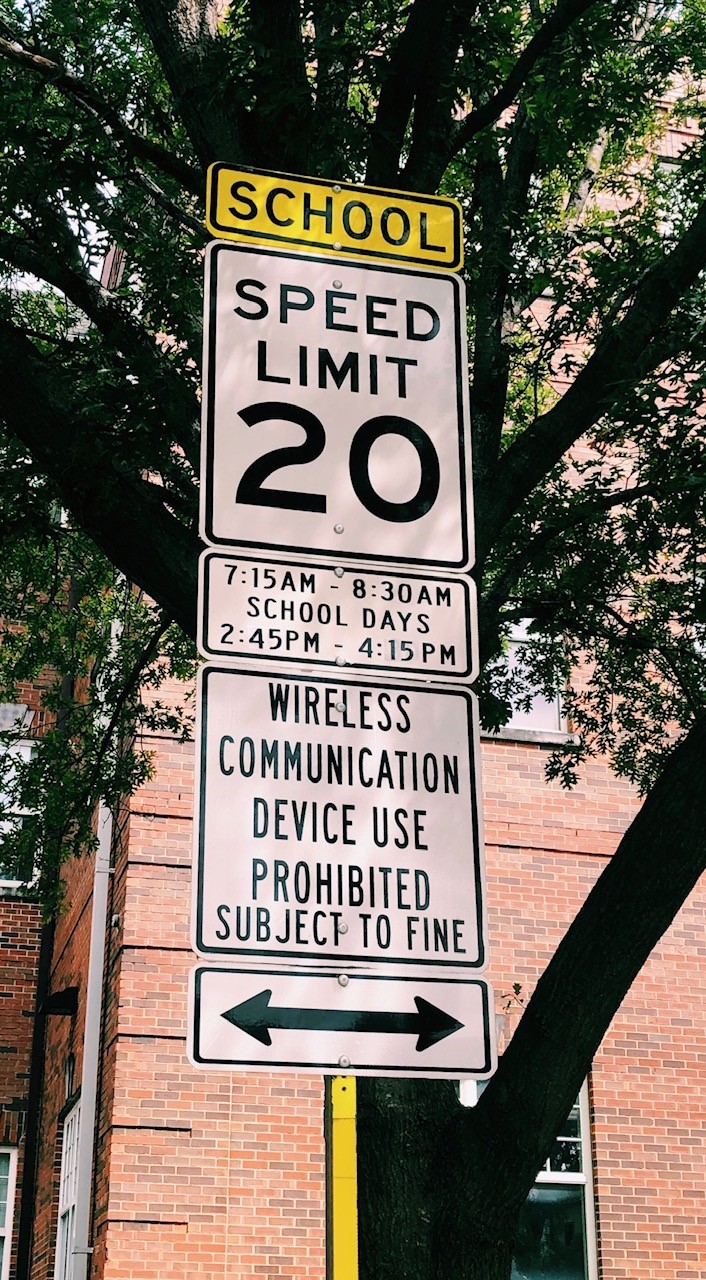 SCHOOL
SPEED
LIMIT
20
7:15AM - 8:30AM
SCHOOL DAYS
2:45PM - 4:15PM
WIRELESS
COMMUNICATION
DEVICE USE
PROHIBITED
SUBJECT TO FINE